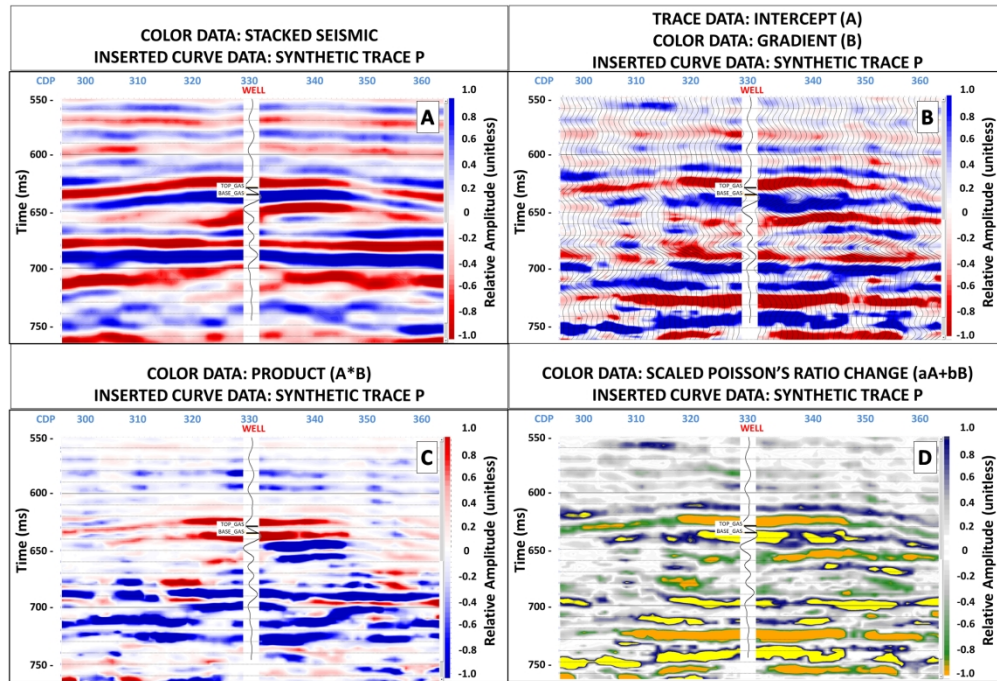 COLOR DATA: STACKED SEISMIC
INSERTED CURVE DATA: SYNTHETIC TRACE P
CDP 300 310 320 330 340 350 360
WELL
A
550
600
650
700
750
Time (ms)
TOP_GAS
BASE_GAS
1.0
0.8
0.6
0.4
0.2
0
-0.2
-0.4
-0.6
-0.8
-1.0
Relative Amplitude (unitless)
TRACE DATA: INTERCEPT (A)
COLOR DATA: GRADIENT (B)
INSERTED CURVE DATA: SYNTHETIC TRACE P
CDP 300 310 320 330 340 350 360
WELL
B
550
600
650
700
750
Time (ms)
TOP_GAS
BASE_GAS
1.0
0.8
0.6
0.4
0.2
0
-0.2
-0.4
-0.6
-0.8
-1.0
Relative Amplitude (unitless)
COLOR DATA: PRODUCT (A*B)
INSERTED CURVE DATA: SYNTHETIC TRACE P
CDP 300 310 320 330 340 350 360
WELL
C
550
600
650
700
750
Time (ms)
TOP_GAS
BASE_GAS
1.0
0.8
0.6
0.4
0.2
0
-0.2
-0.4
-0.6
-0.8
-1.0
Relative Amplitude (unitless)
COLOR DATA: SCALED POISSON'S RATIO CHANGE (aA+bB)
INSERTED CURVE DATA: SYNTHETIC TRACE P
CDP 300 310 320 330 340 350 360
WELL
D
550
600
650
700
750
Time (ms)
TOP_GAS
BASE_GAS
1.0
0.8
0.6
0.4
0.2
0
-0.2
-0.4
-0.6
-0.8
-1.0
Relative Amplitude (unitless)